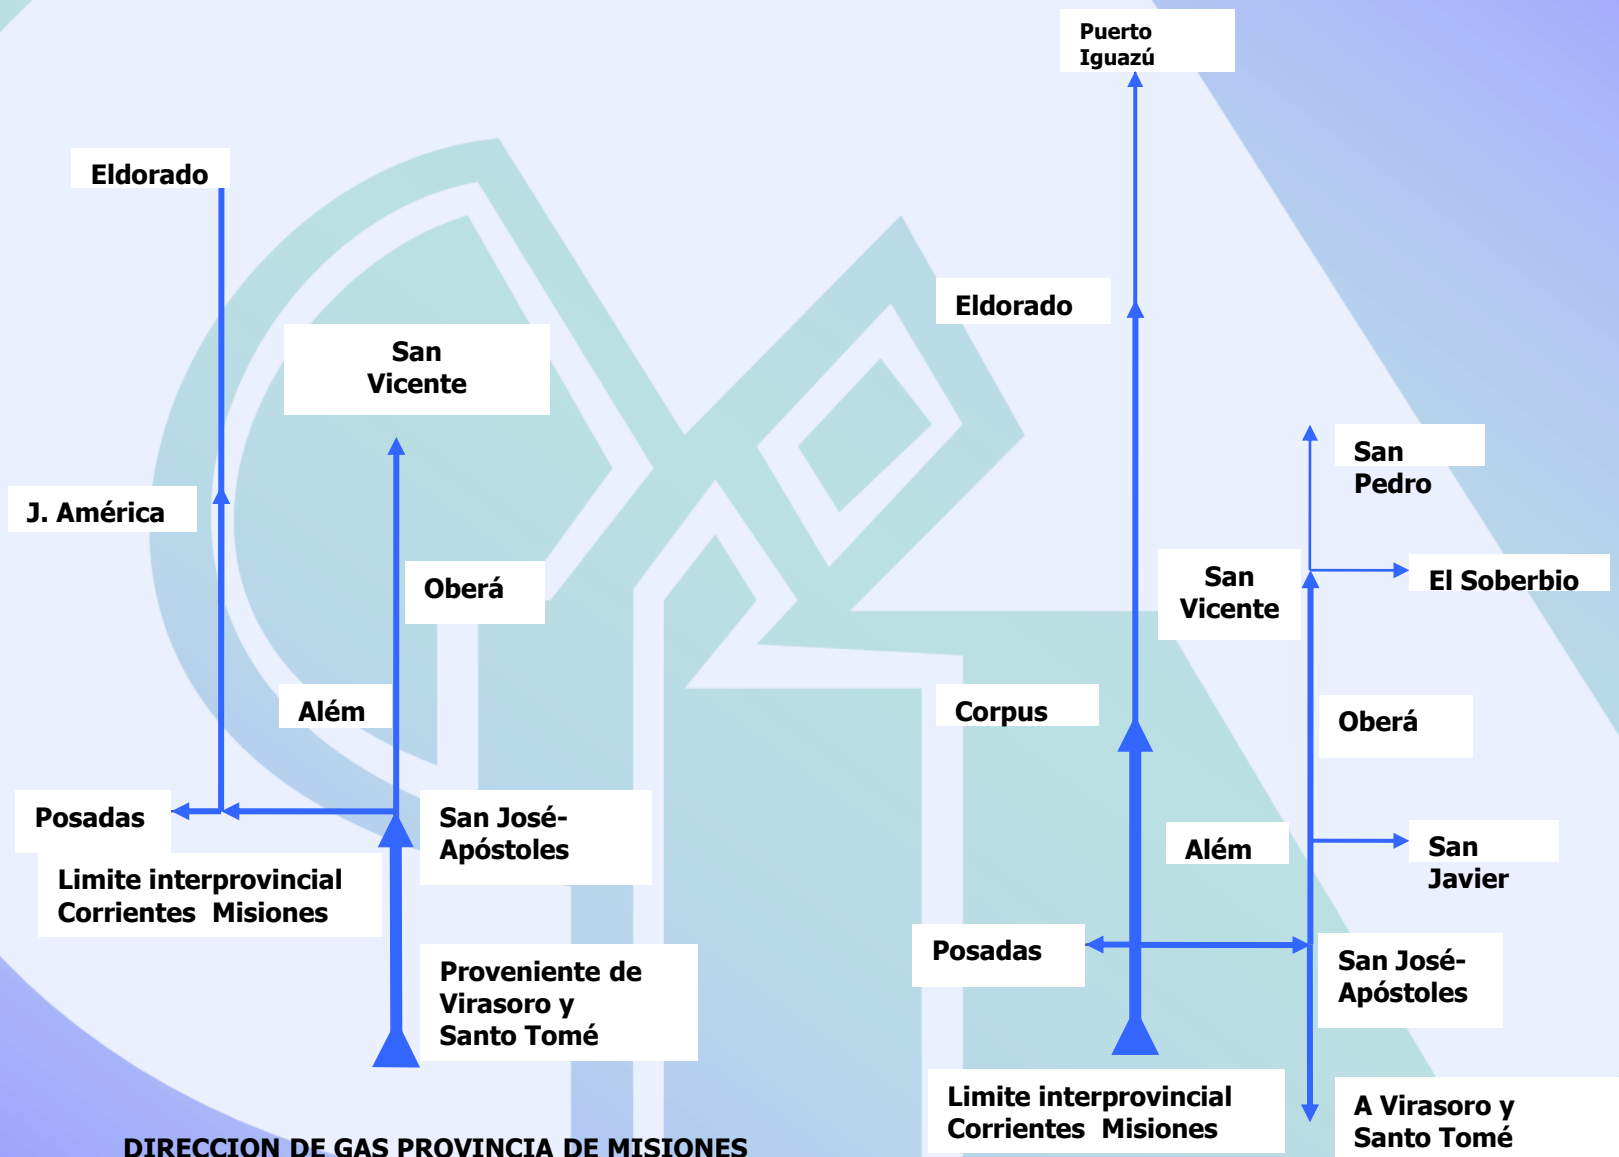 Puerto
Iguazú
Eldorado
San
Vicente
J. América
Oberá
Além
Posadas
San José-
Apóstoles
Limite interprovincial
Corrientes  Misiones
Proveniente de
Virasoro y
Santo Tomé
DIRECCION DE GAS PROVINCIA DE MISIONES
Eldorado
San
Pedro
San
Vicente
El Soberbio
Corpus
Oberá
Além
San
Javier
Posadas
San José-
Apóstoles
Limite interprovincial
Corrientes  Misiones
A Virasoro y
Santo Tomé